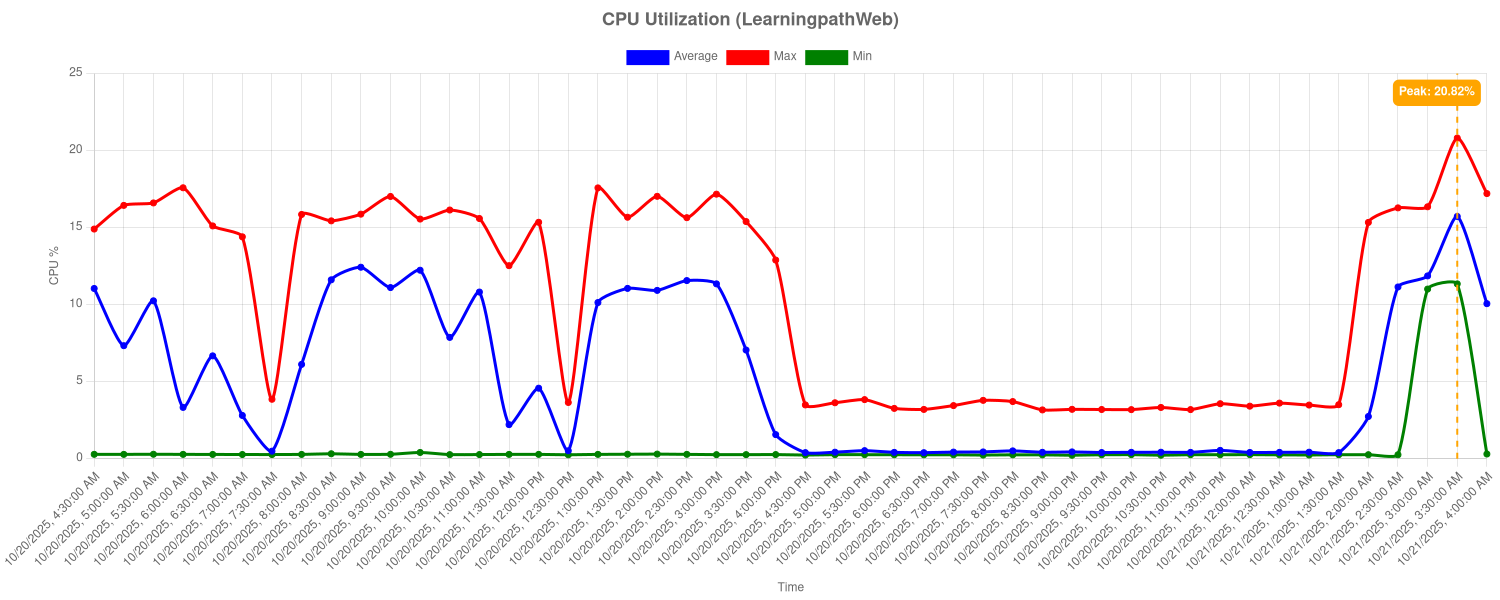 CPU Utilization (LearningpathWeb)
Average Max Min
Peak: 20.82%
25
20
15
10
5
0
CPU %
10/20/2025, 4:30:00 AM
10/20/2025, 5:00:00 AM
10/20/2025, 5:30:00 AM
10/20/2025, 6:00:00 AM
10/20/2025, 6:30:00 AM
10/20/2025, 7:00:00 AM
10/20/2025, 7:30:00 AM
10/20/2025, 8:00:00 AM
10/20/2025, 8:30:00 AM
10/20/2025, 9:00:00 AM
10/20/2025, 9:30:00 AM
10/20/2025, 10:00:00 AM
10/20/2025, 10:30:00 AM
10/20/2025, 11:00:00 AM
10/20/2025, 11:30:00 AM
10/20/2025, 12:00:00 PM
10/20/2025, 12:30:00 PM
10/20/2025, 1:00:00 PM
10/20/2025, 1:30:00 PM
10/20/2025, 2:00:00 PM
10/20/2025, 2:30:00 PM
10/20/2025, 3:00:00 PM
10/20/2025, 3:30:00 PM
10/20/2025, 4:00:00 PM
10/20/2025, 4:30:00 PM
10/20/2025, 5:00:00 PM
10/20/2025, 5:30:00 PM
10/20/2025, 6:00:00 PM
10/20/2025, 6:30:00 PM
10/20/2025, 7:00:00 PM
10/20/2025, 7:30:00 PM
10/20/2025, 8:00:00 PM
10/20/2025, 8:30:00 PM
10/20/2025, 9:00:00 PM
10/20/2025, 9:30:00 PM
10/20/2025, 10:00:00 PM
10/20/2025, 10:30:00 PM
10/20/2025, 11:00:00 PM
10/20/2025, 11:30:00 PM
10/21/2025, 12:00:00 AM
10/21/2025, 12:30:00 AM
10/21/2025, 1:00:00 AM
10/21/2025, 1:30:00 AM
10/21/2025, 2:00:00 AM
10/21/2025, 2:30:00 AM
10/21/2025, 3:00:00 AM
10/21/2025, 3:30:00 AM
10/21/2025, 4:00:00 AM
Time